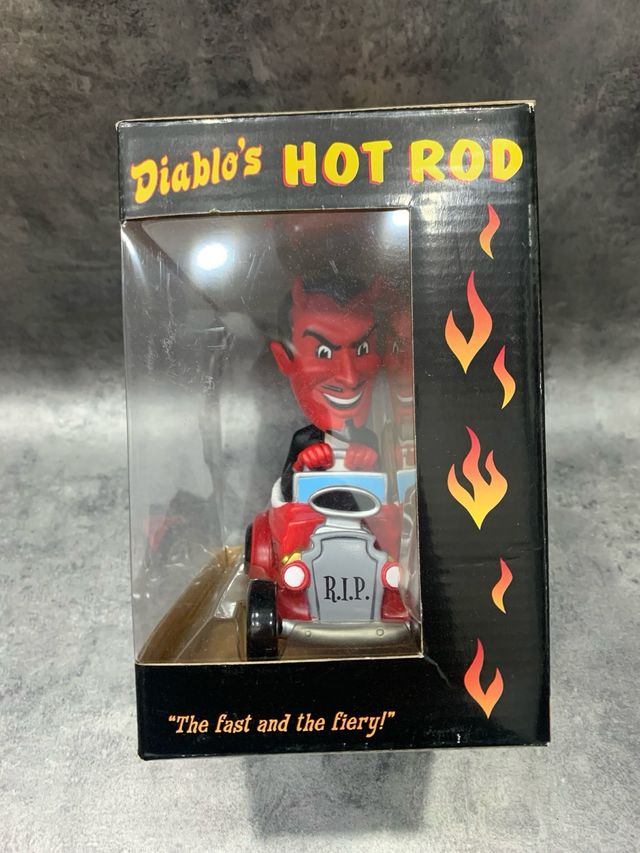 Diablo's HOT ROD
R.I.P.
“The fast and the fiery!”